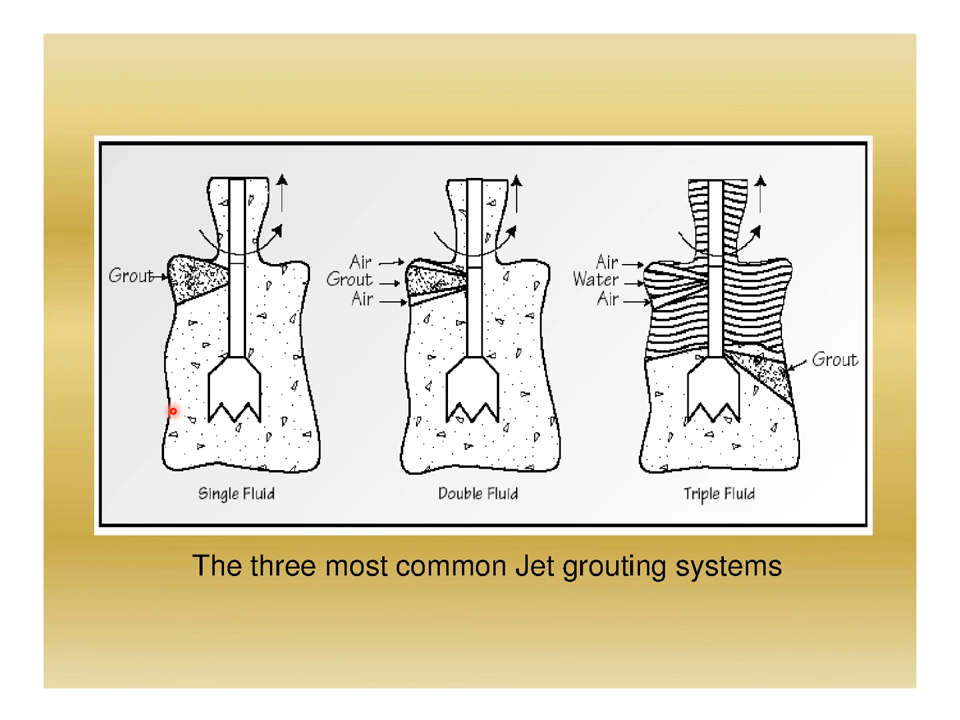 Grout
Single Fluid
Air
Grout
Air
Double Fluid
Air
Water
Air
Grout
Triple Fluid
The three most common Jet grouting systems